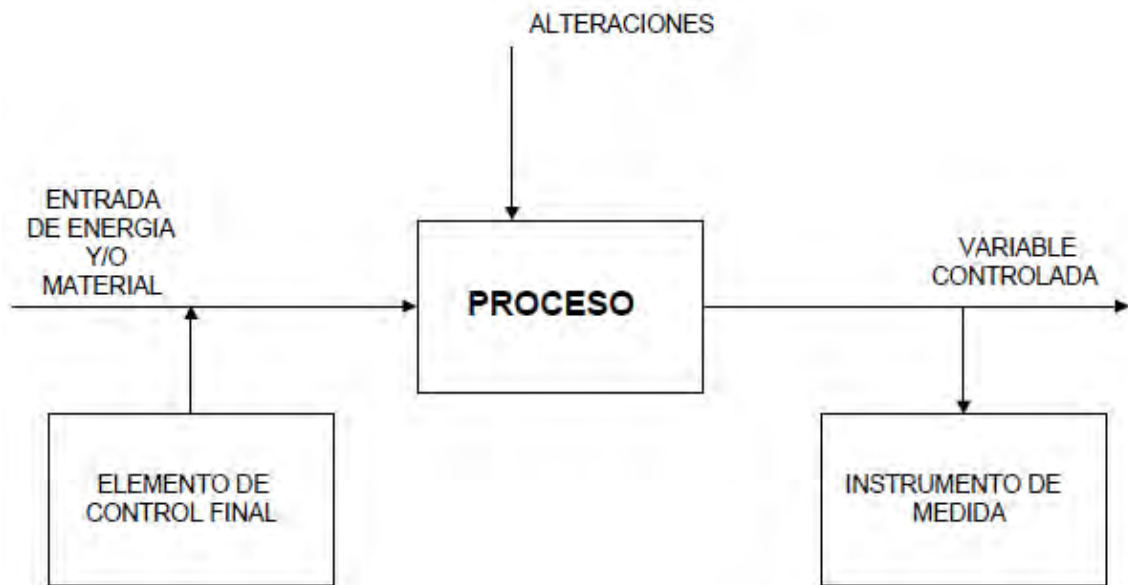 ALTERACIONES
ENTRADA
DE ENERGIA
Y/O
MATERIAL
PROCESO
VARIABLE
CONTROLADA
ELEMENTO DE
CONTROL FINAL
INSTRUMENTO DE
MEDIDA